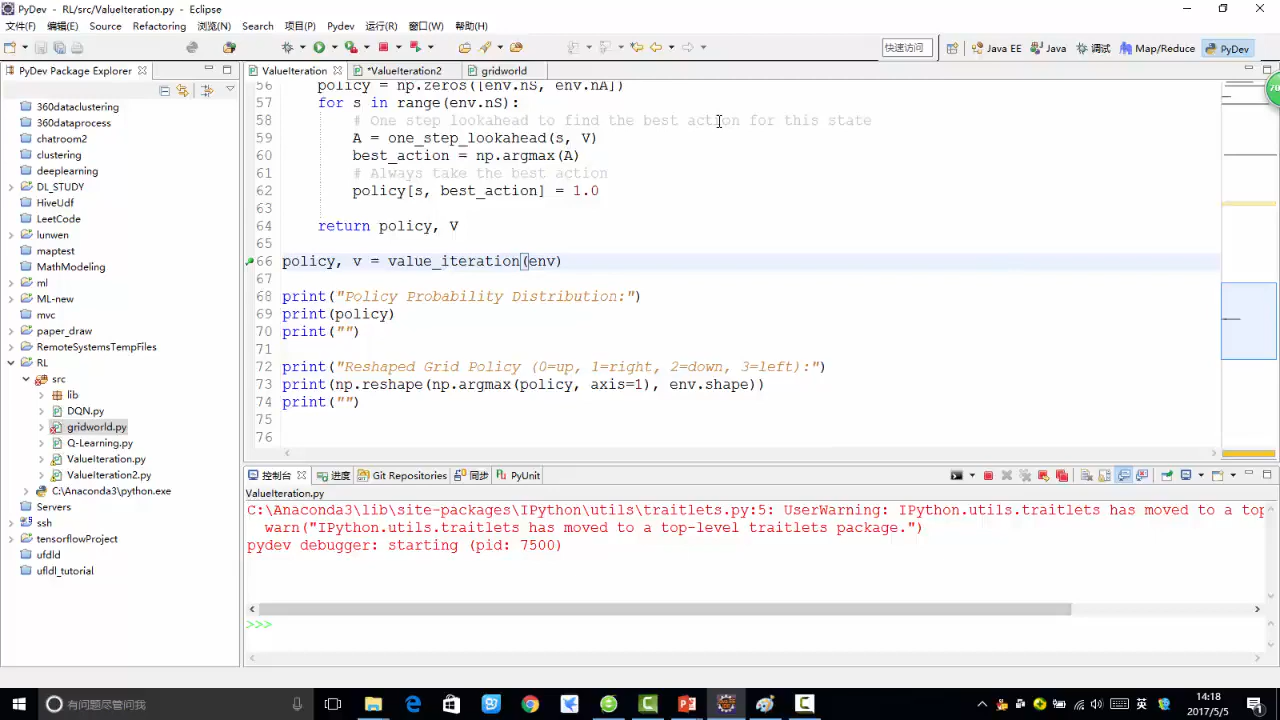 PyDev - RL/src/ValueIteration.py - Eclipse
文件(F) 编辑(E) Source Refactoring 浏览(N) Search 项目(P) Pydev 运行(R) 窗口(W) 帮助(H)
快速访问 Java EE Java 调试 Map/Reduce PyDev
PyDev Package Explorer
360dataclustering
360dataprocess
chatroom2
clustering
deeplearning
DL_STUDY
HiveUdf
LeetCode
lunwen
maptest
MathModeling
ml
ML-new
mvc
paper_draw
RemoteSystemsTempFiles
RL
src
lib
DQN.py
gridworld.py
Q-Learning.py
ValueIteration.py
ValueIteration2.py
C:\Anaconda3\python.exe
Servers
ssh
tensorflowProject
ufldl
ufldl_tutorial
ValueIteration *ValueIteration2 gridworld
56 policy = np.zeros([env.nS, env.nA])
57 for s in range(env.nS):
58 # One step lookahead to find the best action for this state
59 A = one_step_lookahead(s, V)
60 best_action = np.argmax(A)
61 # Always take the best action
62 policy[s, best_action] = 1.0
63
64 return policy, V
65
66 policy, v = value_iteration(env)
67
68 print("Policy Probability Distribution:")
69 print(policy)
70 print("")
71
72 print("Reshaped Grid Policy (0=up, 1=right, 2=down, 3=left):")
73 print(np.reshape(np.argmax(policy, axis=1), env.shape))
74 print("")
75
76
控制台 进度 Git Repositories 同步 PyUnit
ValueIteration.py
C:\Anaconda3\lib\site-packages\IPython\utils\traitlets.py:5: UserWarning: IPython.utils.traitlets has moved to a top
warn("IPython.utils.traitlets has moved to a top-level traitlets package.")
pydev debugger: starting (pid: 7500)
>>>
有问题尽管问我
英
14:18
2017/5/5